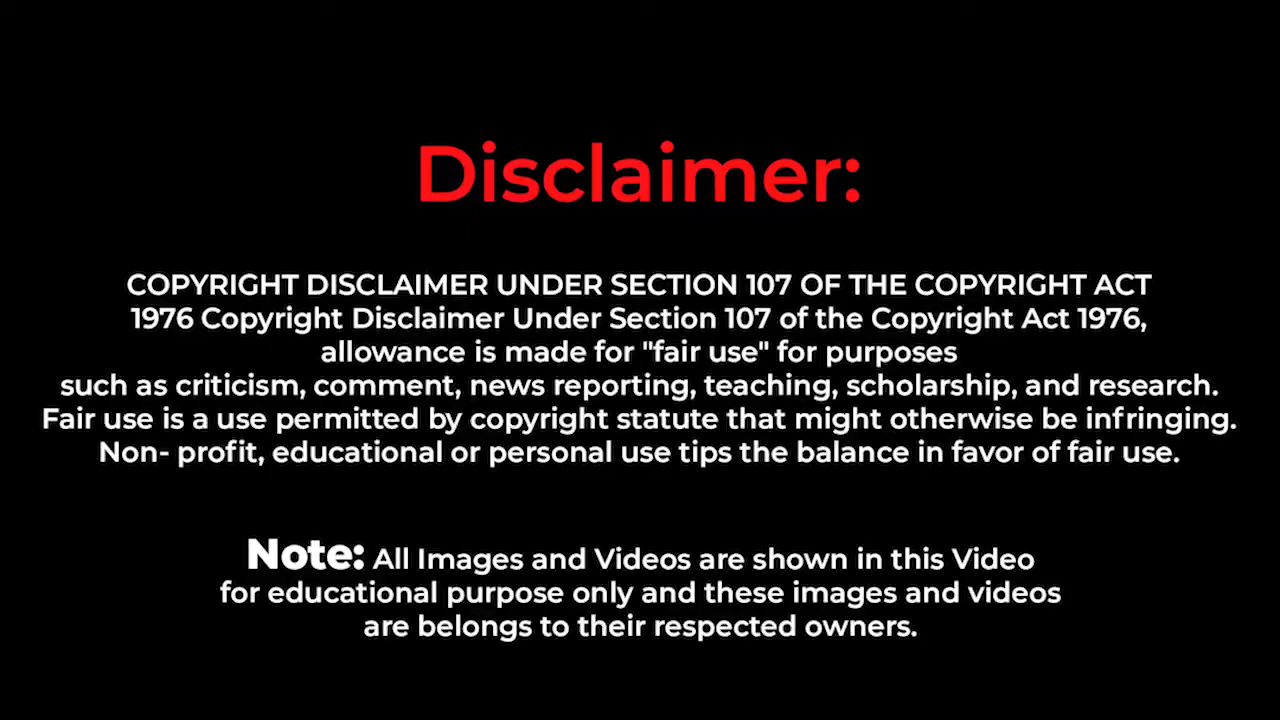 Disclaimer:
COPYRIGHT DISCLAIMER UNDER SECTION 107 OF THE COPYRIGHT ACT
1976 Copyright Disclaimer Under Section 107 of the Copyright Act 1976,
allowance is made for "fair use" for purposes
such as criticism, comment, news reporting, teaching, scholarship, and research.
Fair use is a use permitted by copyright statute that might otherwise be infringing.
Non- profit, educational or personal use tips the balance in favor of fair use.
Note: All Images and Videos are shown in this Video
for educational purpose only and these images and videos
are belongs to their respected owners.